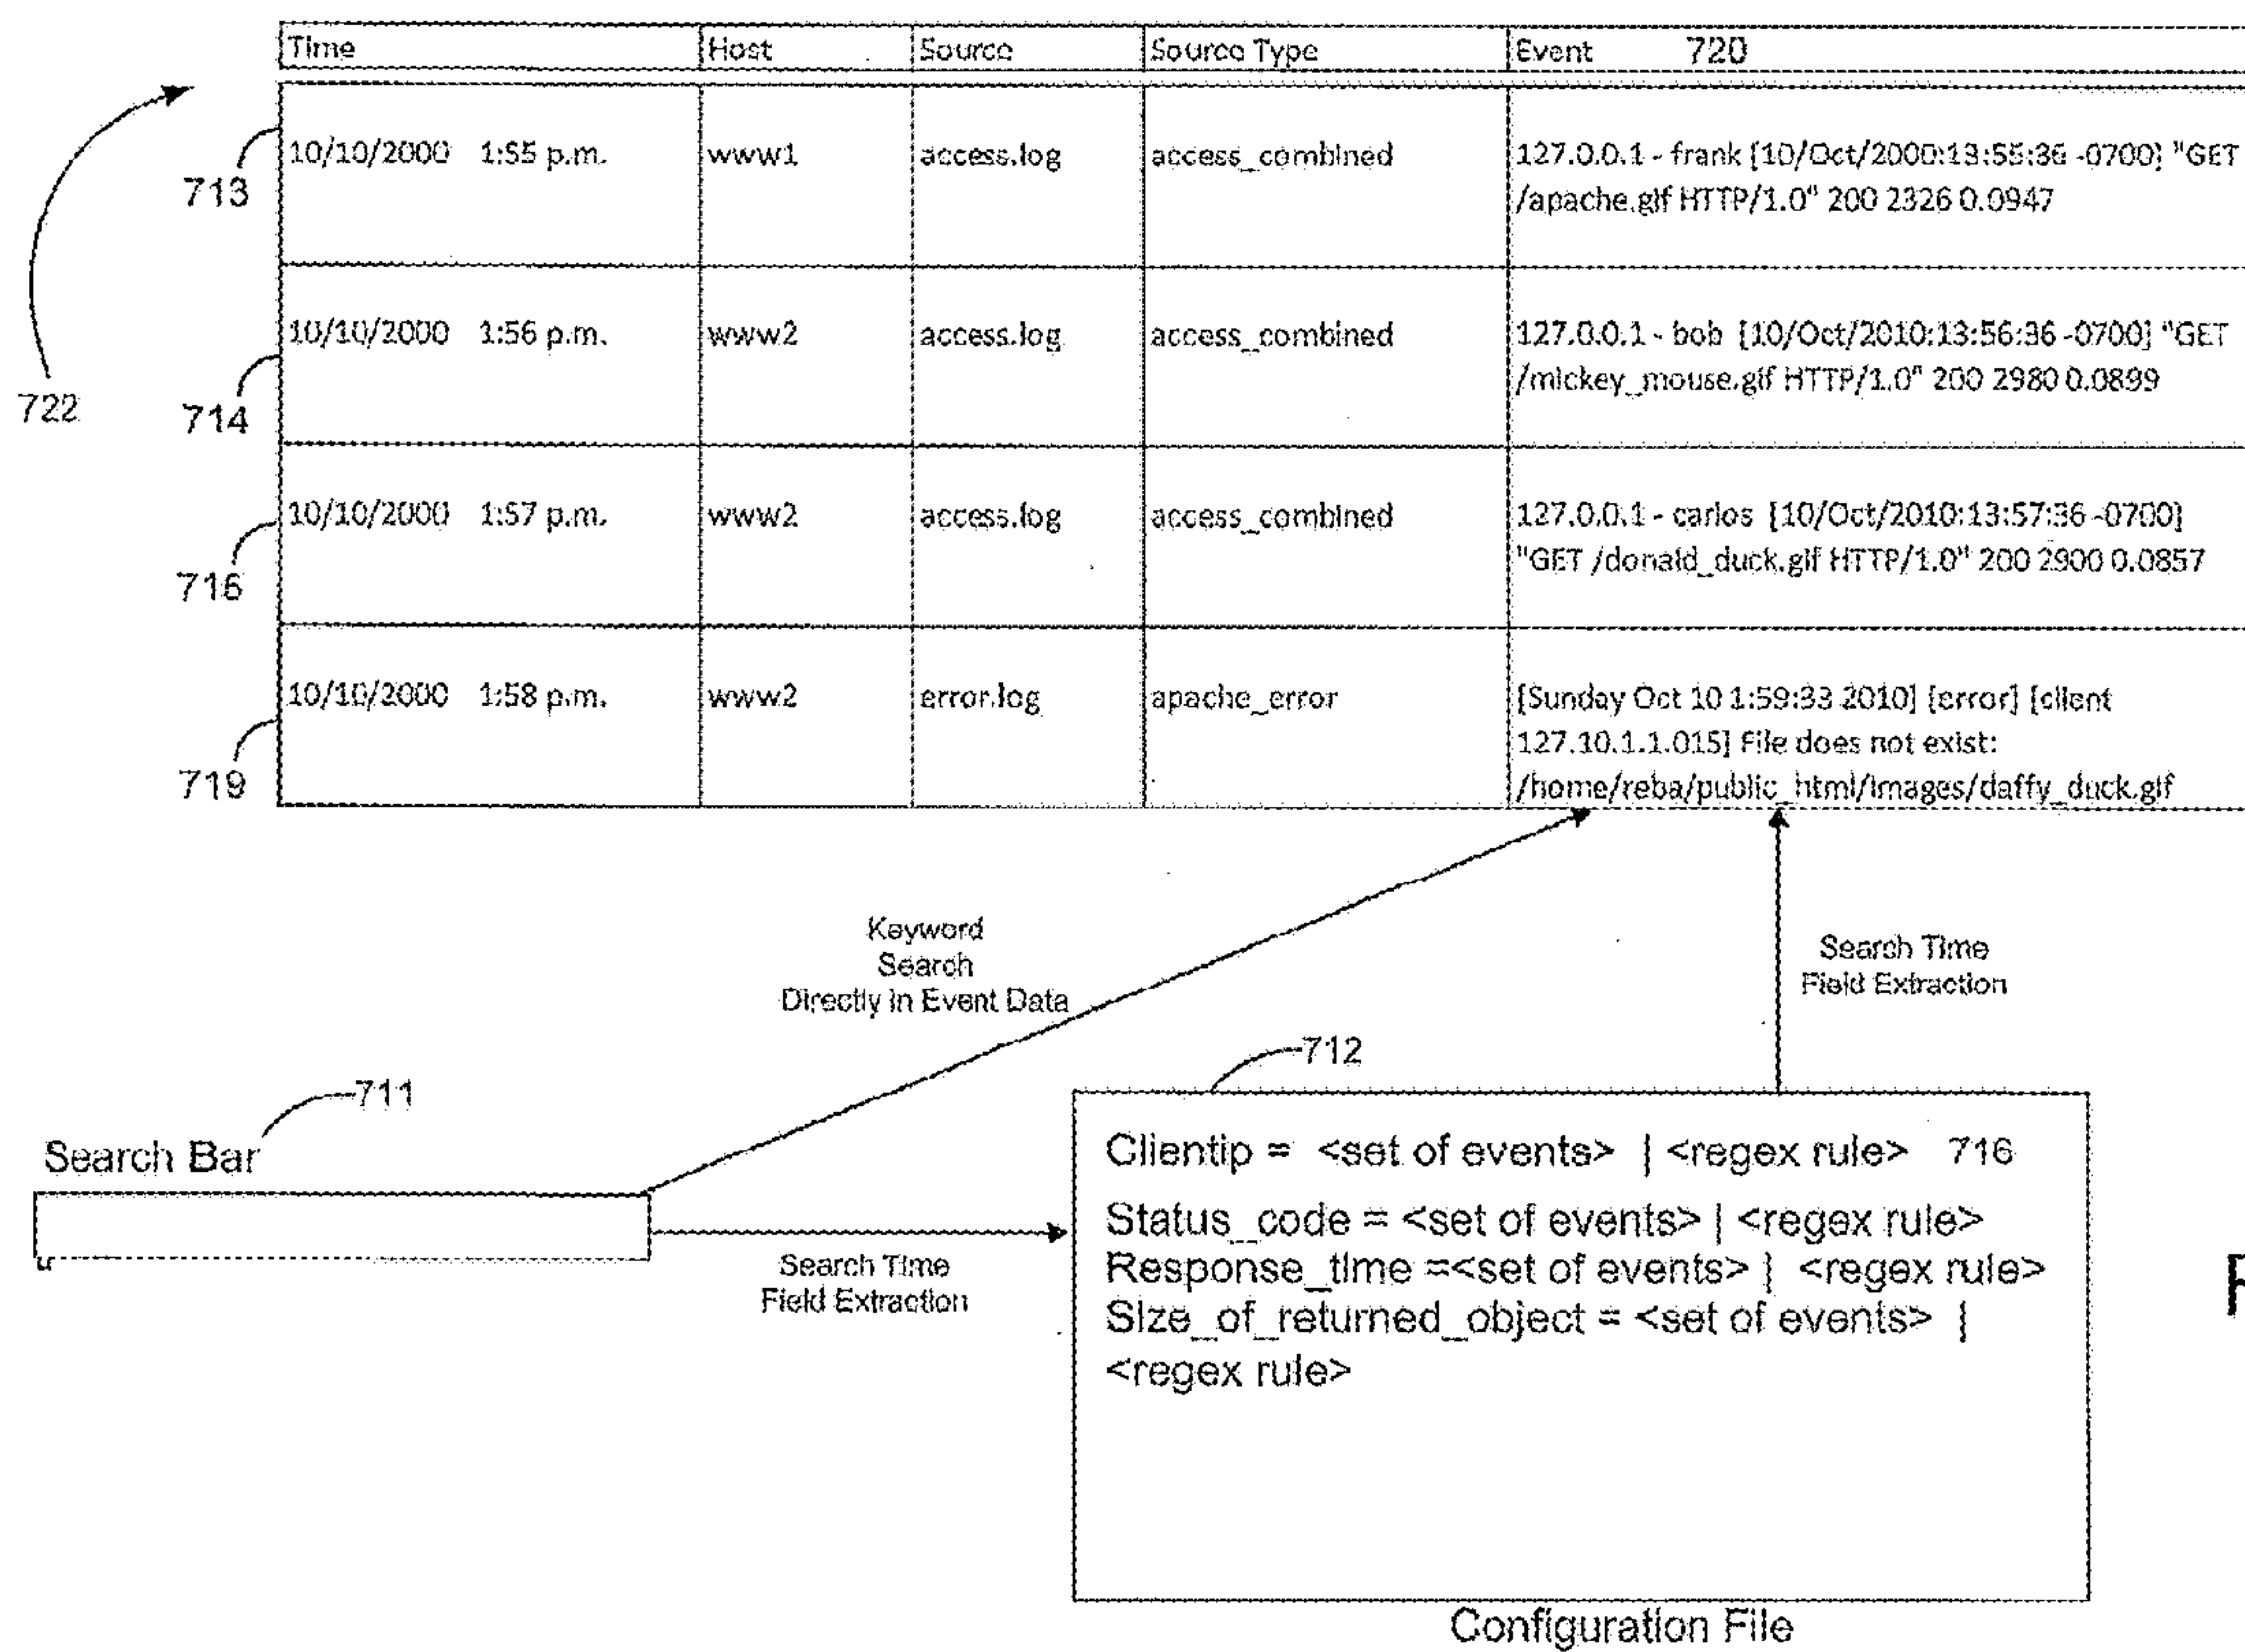 Time Host Source Source Type Event 720
10/10/2000 1:55 p.m. www1 access.log access_combined 127.0.0.1 - frank [10/Oct/2000:13:55:36 -0700] "GET
/apache.gif HTTP/1.0" 200 2326 0.0947
713
10/10/2000 1:56 p.m. www2 access.log access_combined 127.0.0.1 - bob [10/Oct/2010:13:56:36 -0700] "GET
/mickey_mouse.gif HTTP/1.0" 200 2980 0.0899
722
714
10/10/2000 1:57 p.m. www2 access.log access_combined 127.0.0.1 - carlos [10/Oct/2010:13:57:36 -0700]
"GET /donald_duck.gif HTTP/1.0" 200 2900 0.0857
715
10/10/2000 1:58 p.m. www2 error.log apache_error [Sunday Oct 10 1:59:33 2010] [error] [client
127.10.1.1.015] File does not exist:
/home/reba/public_html/images/daffy_duck.gif
719
Keyword
Search
Directly in Event Data
Search Time
Field Extraction
712
711
Search Bar
Search Time
Field Extraction
Clientip = <set of events> | <regex rule> 716
Status_code = <set of events> | <regex rule>
Response_time =<set of events> | <regex rule>
Size_of_returned_object = <set of events> |
<regex rule>
Configuration File